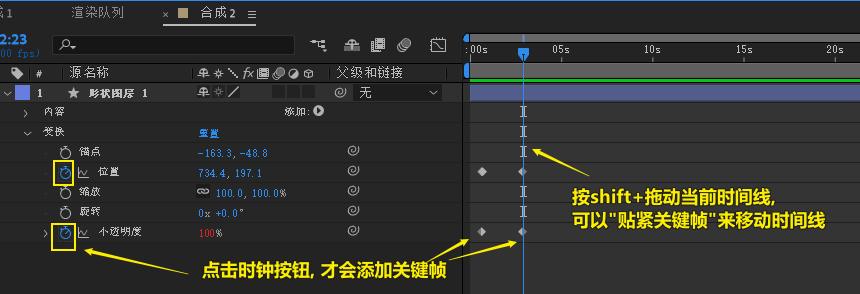 成1 渲染队列 × 合成 2 ≡
2:23
00 fps)
:00s 05s 10s 15s 20s
# 源名称 fx 父级和链接
1 ★ 形状图层 1 无
内容 添加:
变换 重置
锚点 -163.3, -48.8
位置 734.4, 197.1
缩放 100.0, 100.0%
旋转 0x +0.0°
不透明度 100%
按shift+拖动当前时间线,
可以"贴紧关键帧"来移动时间线
点击时钟按钮, 才会添加关键帧